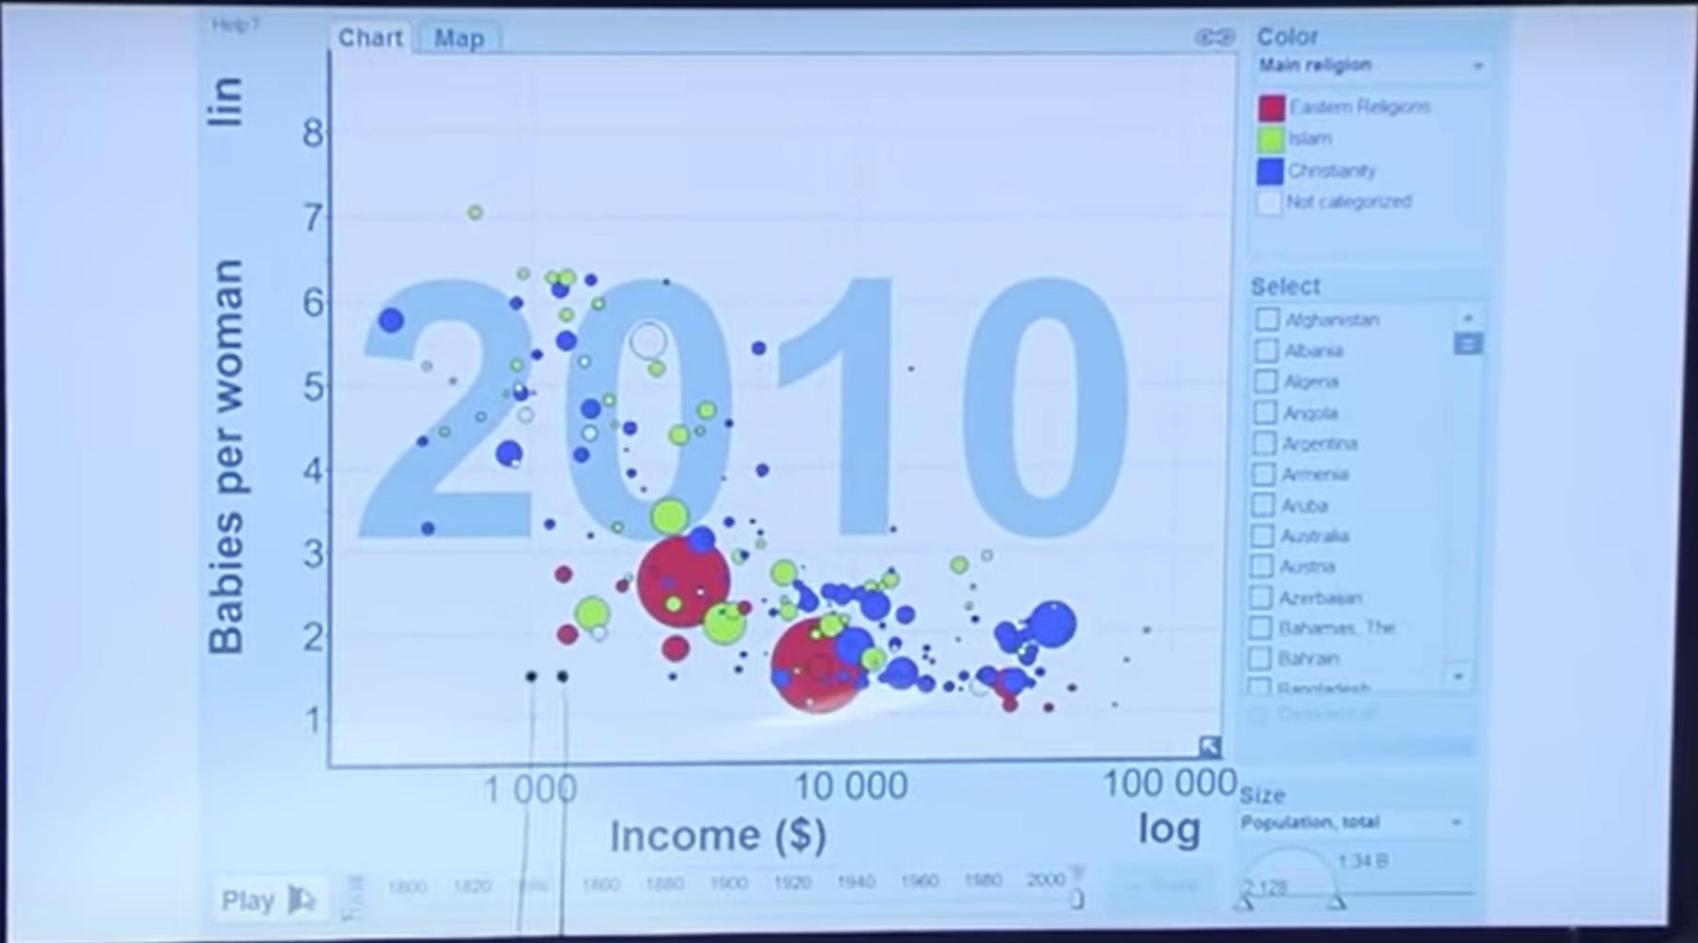 Help?
Chart
Map
lin
Babies per woman
8
7
6
5
4
3
2
1
2010
1 000
10 000
100 000
Income ($)
log
Color
Main religion
Eastern Religions
Islam
Christianity
Not categorized
Select
Afghanistan
Albania
Algeria
Angola
Argentina
Armenia
Aruba
Australia
Austria
Azerbaijan
Bahamas, The
Bahrain
Bangladesh
Size
Population, total
1.34 B
2,128
Play
1800
1820
1860
1880
1900
1920
1940
1960
1980
2000